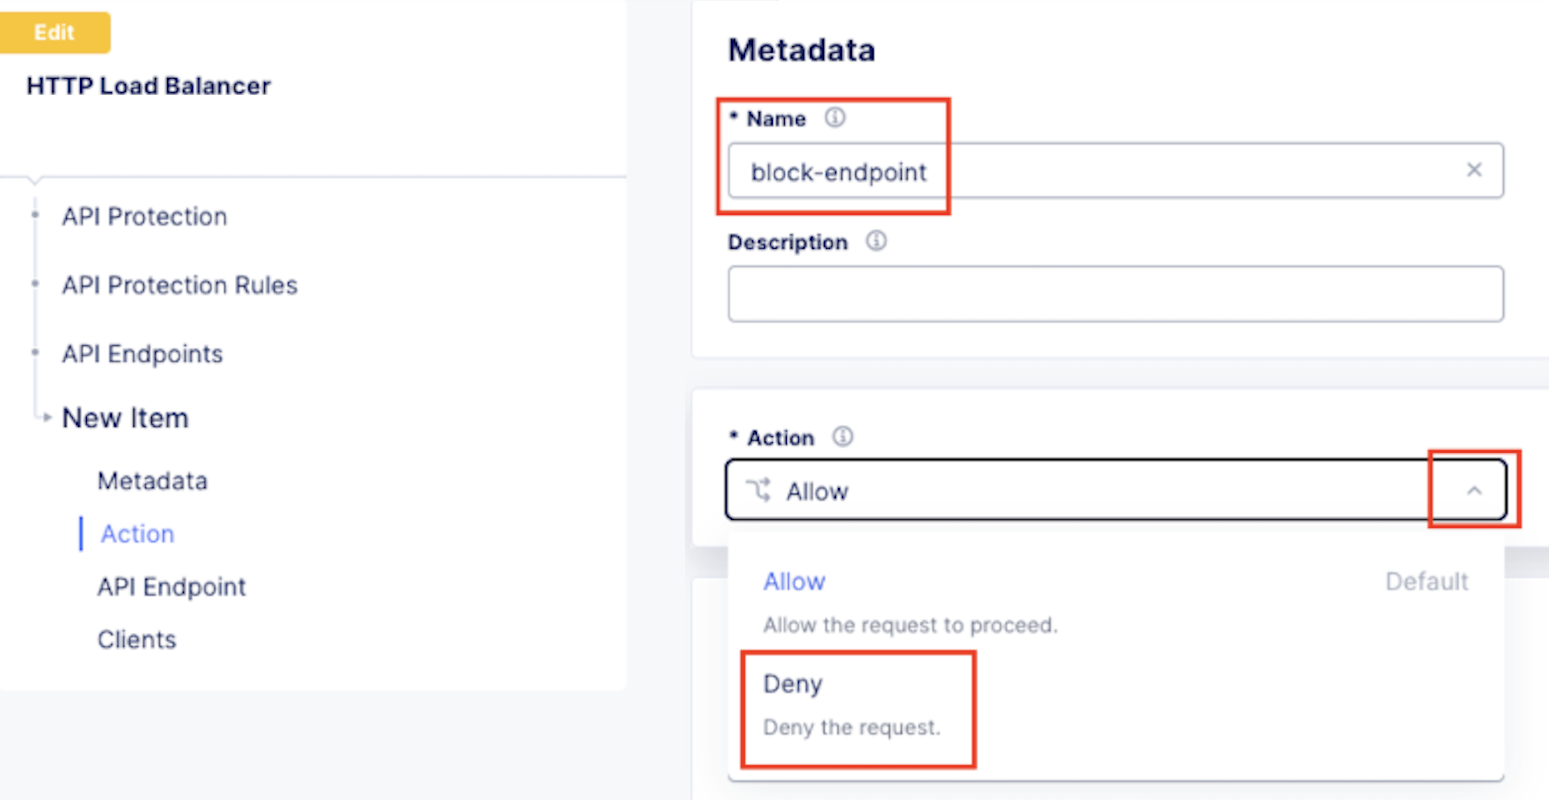 Edit
HTTP Load Balancer
API Protection
API Protection Rules
API Endpoints
New Item
Metadata
Action
API Endpoint
Clients
Metadata
* Name
block-endpoint
Description
* Action
Allow
Allow Default
Allow the request to proceed.
Deny
Deny the request.